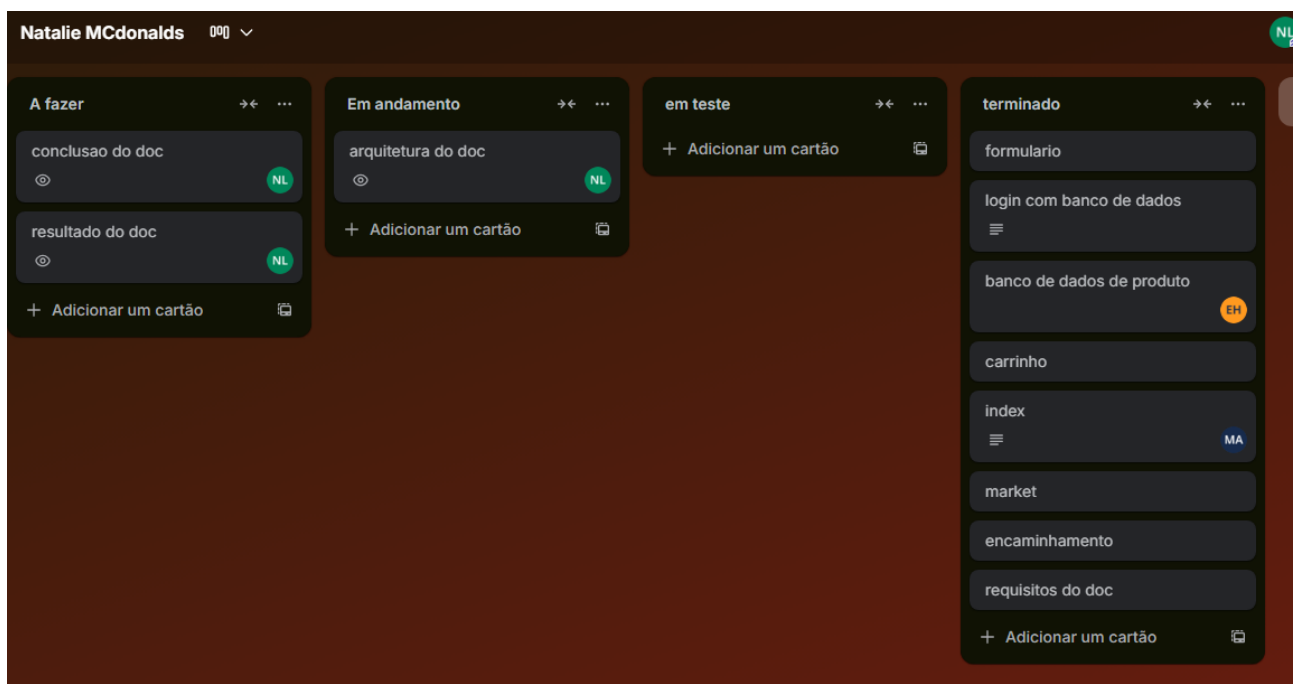 Natalie MCdonalds
NL
A fazer
conclusao do doc
NL
resultado do doc
NL
+ Adicionar um cartão
Em andamento
arquitetura do doc
NL
+ Adicionar um cartão
em teste
+ Adicionar um cartão
terminado
formulario
login com banco de dados
banco de dados de produto
EH
carrinho
index
MA
market
encaminhamento
requisitos do doc
+ Adicionar um cartão